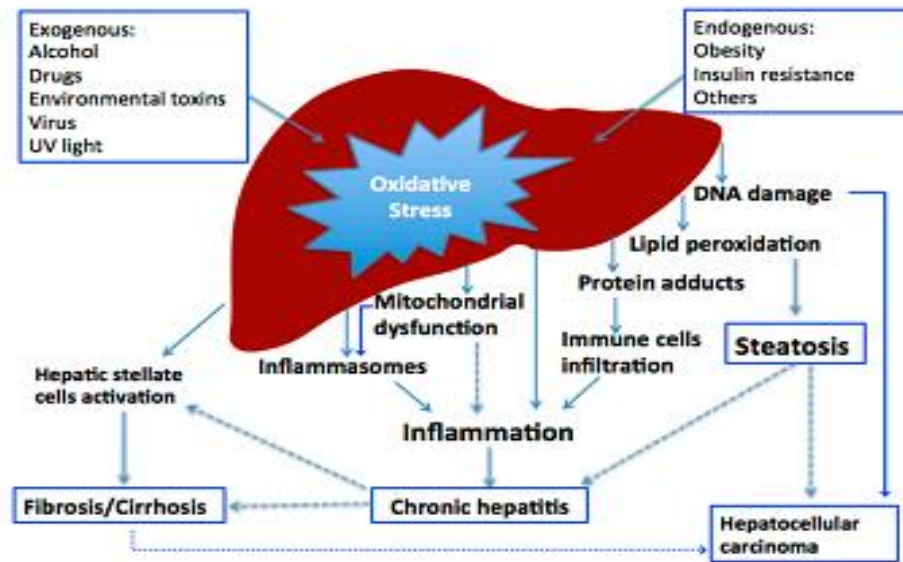 Exogenous:
Alcohol
Drugs
Environmental toxins
Virus
UV light
Endogenous:
Obesity
Insulin resistance
Others
Oxidative
Stress
DNA damage
Lipid peroxidation
Protein adducts
Mitochondrial
dysfunction
Immune cells
infiltration
Steatosis
Inflammasomes
Hepatic stellate
cells activation
Inflammation
Fibrosis/Cirrhosis
Chronic hepatitis
Hepatocellular
carcinoma